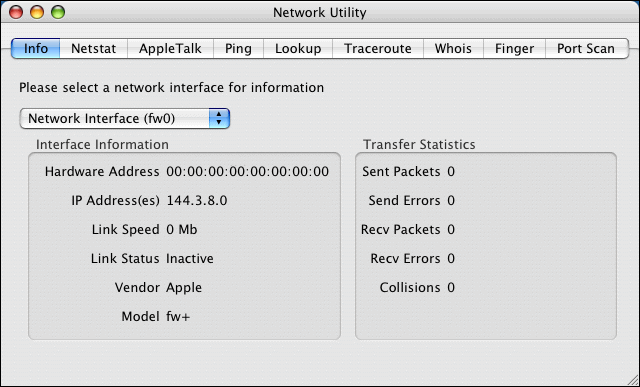 Network Utility
Info Netstat AppleTalk Ping Lookup Traceroute Whois Finger Port Scan
Please select a network interface for information
Network Interface (fw0)
Interface Information
Hardware Address 00:00:00:00:00:00:00:00
IP Address(es) 144.3.8.0
Link Speed 0 Mb
Link Status Inactive
Vendor Apple
Model fw+
Transfer Statistics
Sent Packets 0
Send Errors 0
Recv Packets 0
Recv Errors 0
Collisions 0